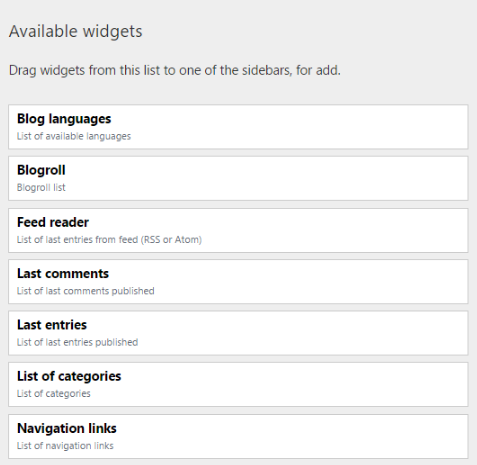 Available widgets
Drag widgets from this list to one of the sidebars, for add.
Blog languages
List of available languages
Blogroll
Blogroll list
Feed reader
List of last entries from feed (RSS or Atom)
Last comments
List of last comments published
Last entries
List of last entries published
List of categories
List of categories
Navigation links
List of navigation links